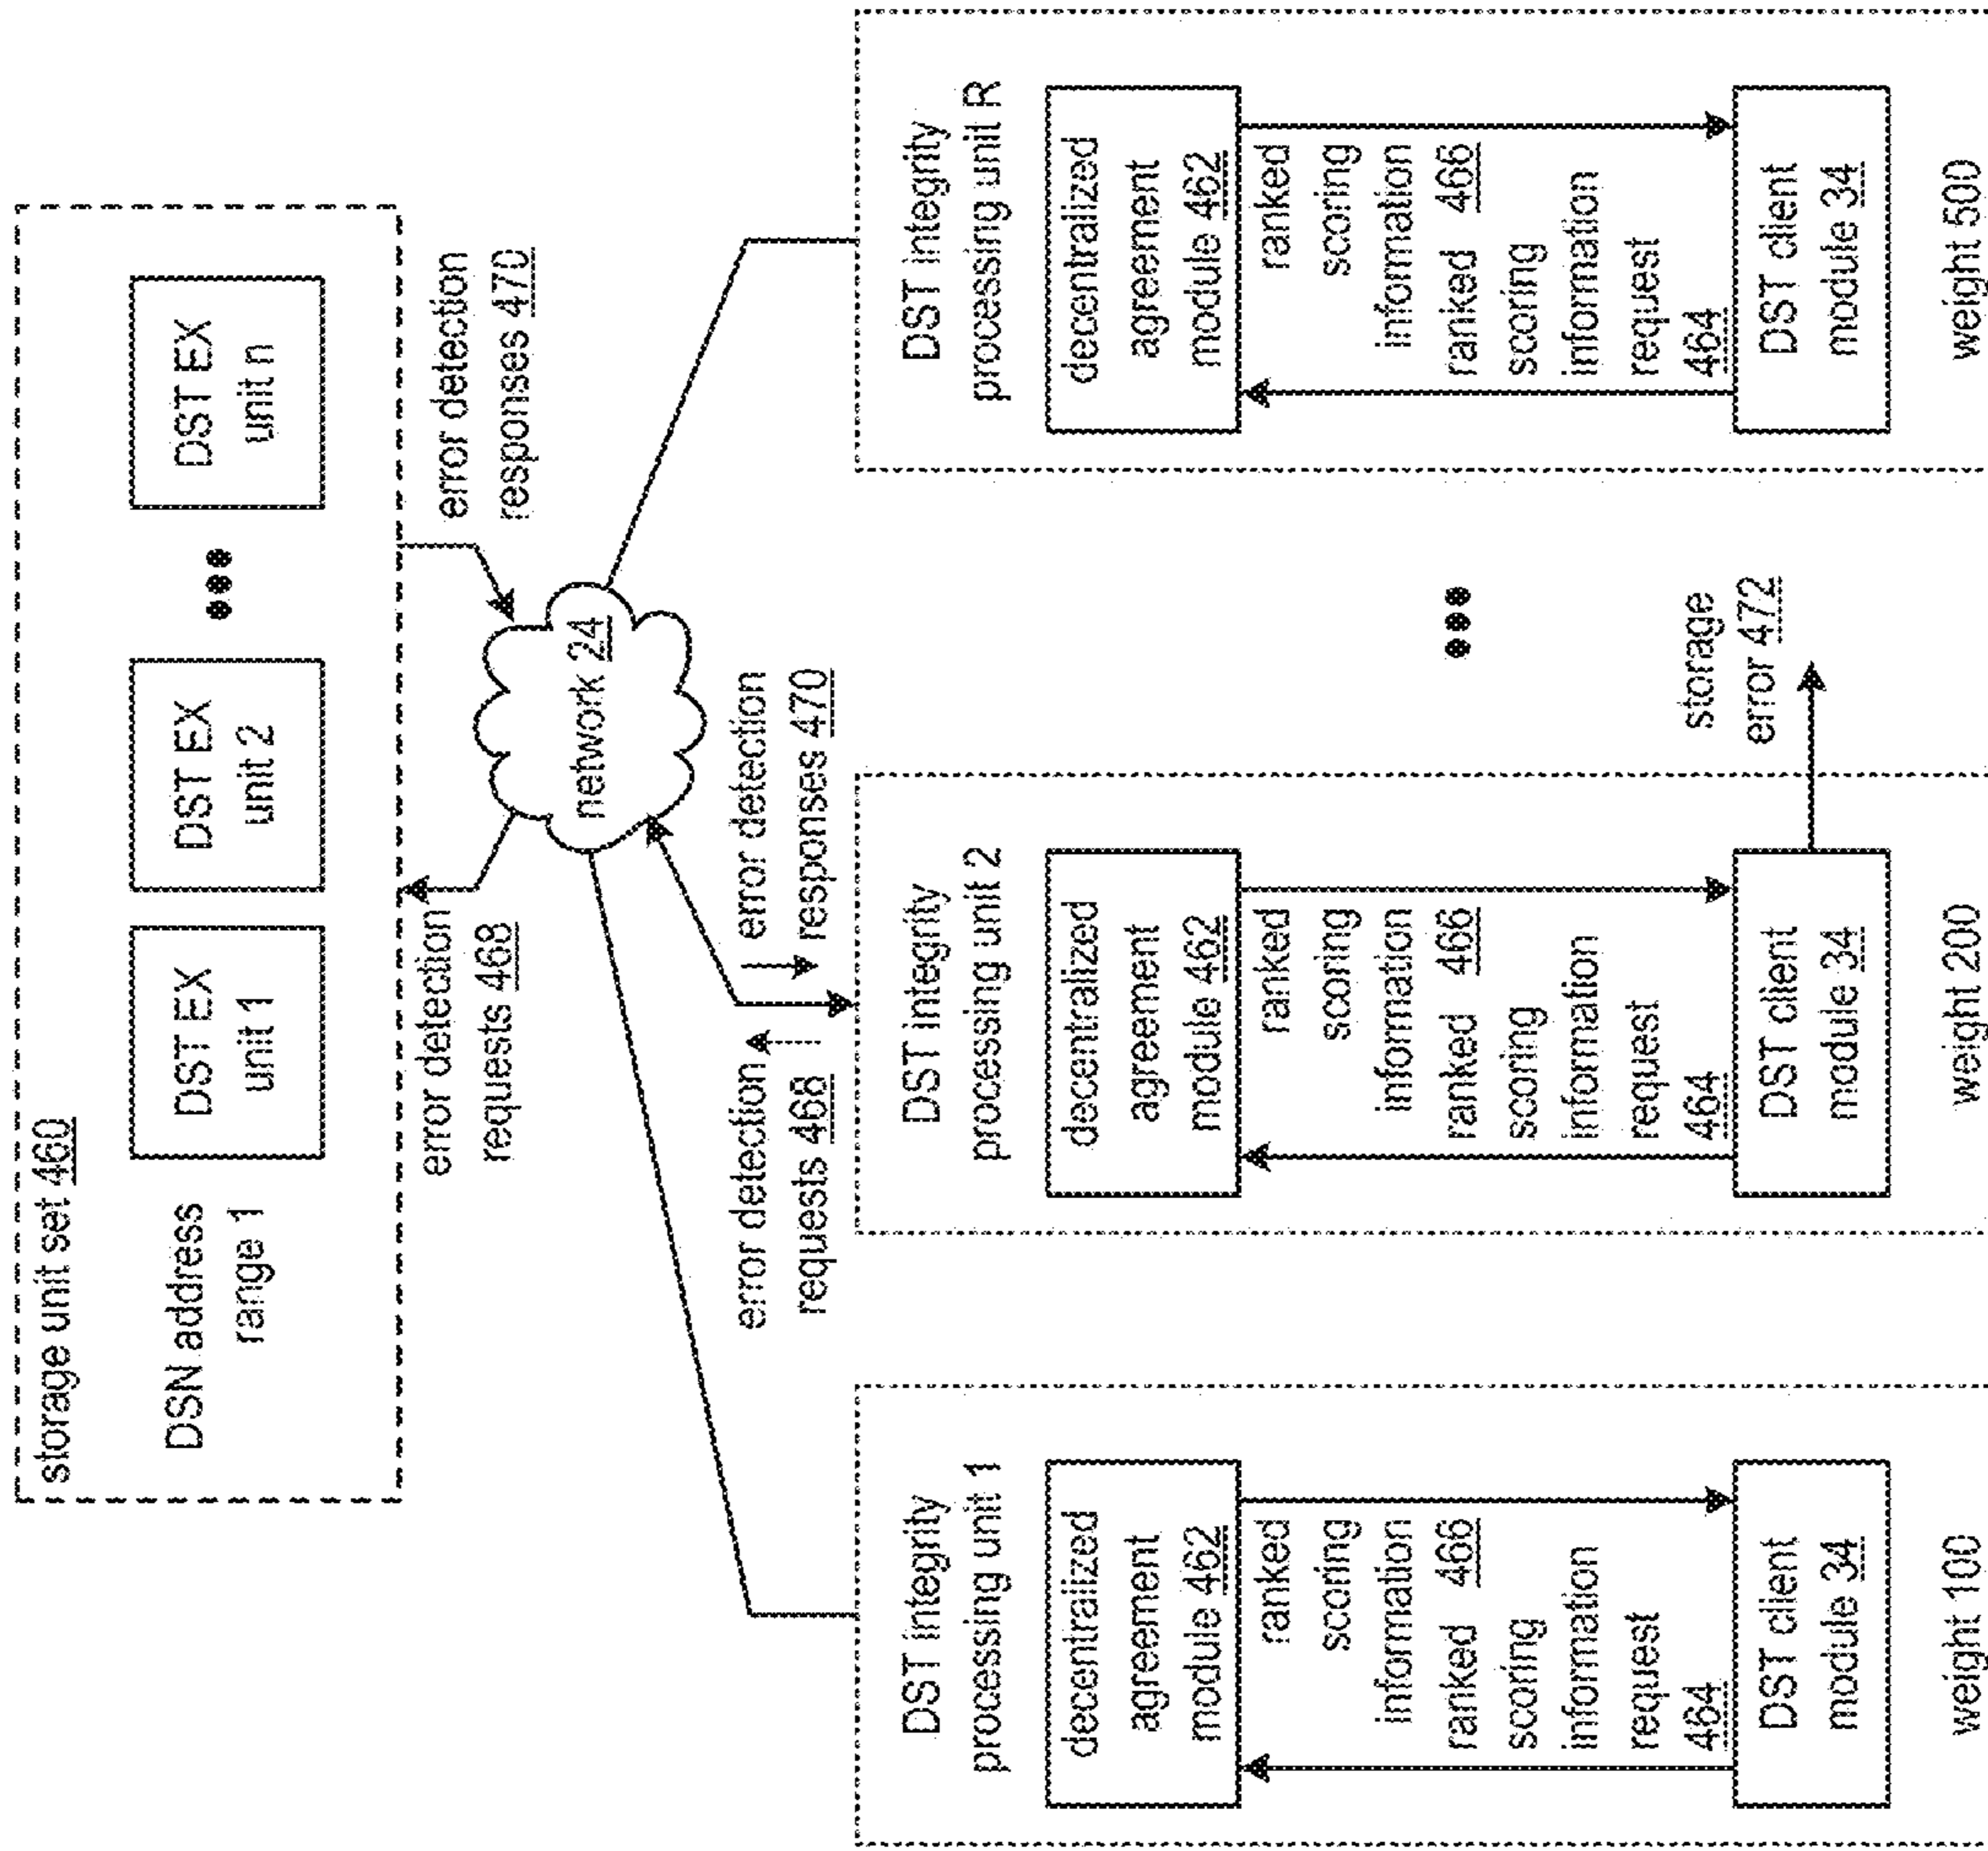 storage unit set 460
DSN address
range 1
DST EX
unit 1
DST EX
unit 2
DST EX
unit n
error detection
requests 468
error detection
responses 470
network 24
error detection
requests 468
error detection
responses 470
DST integrity
processing unit 1
decentralized
agreement
module 462
ranked
scoring
information
466
ranked
scoring
information
request
464
DST client
module 34
weight 100
DST integrity
processing unit 2
decentralized
agreement
module 462
ranked
scoring
information
466
ranked
scoring
information
request
464
DST client
module 34
weight 200
storage
error 472
DST integrity
processing unit R
decentralized
agreement
module 462
ranked
scoring
infomation
466
ranked
scoring
information
request
464
DST client
module 34
weight 500